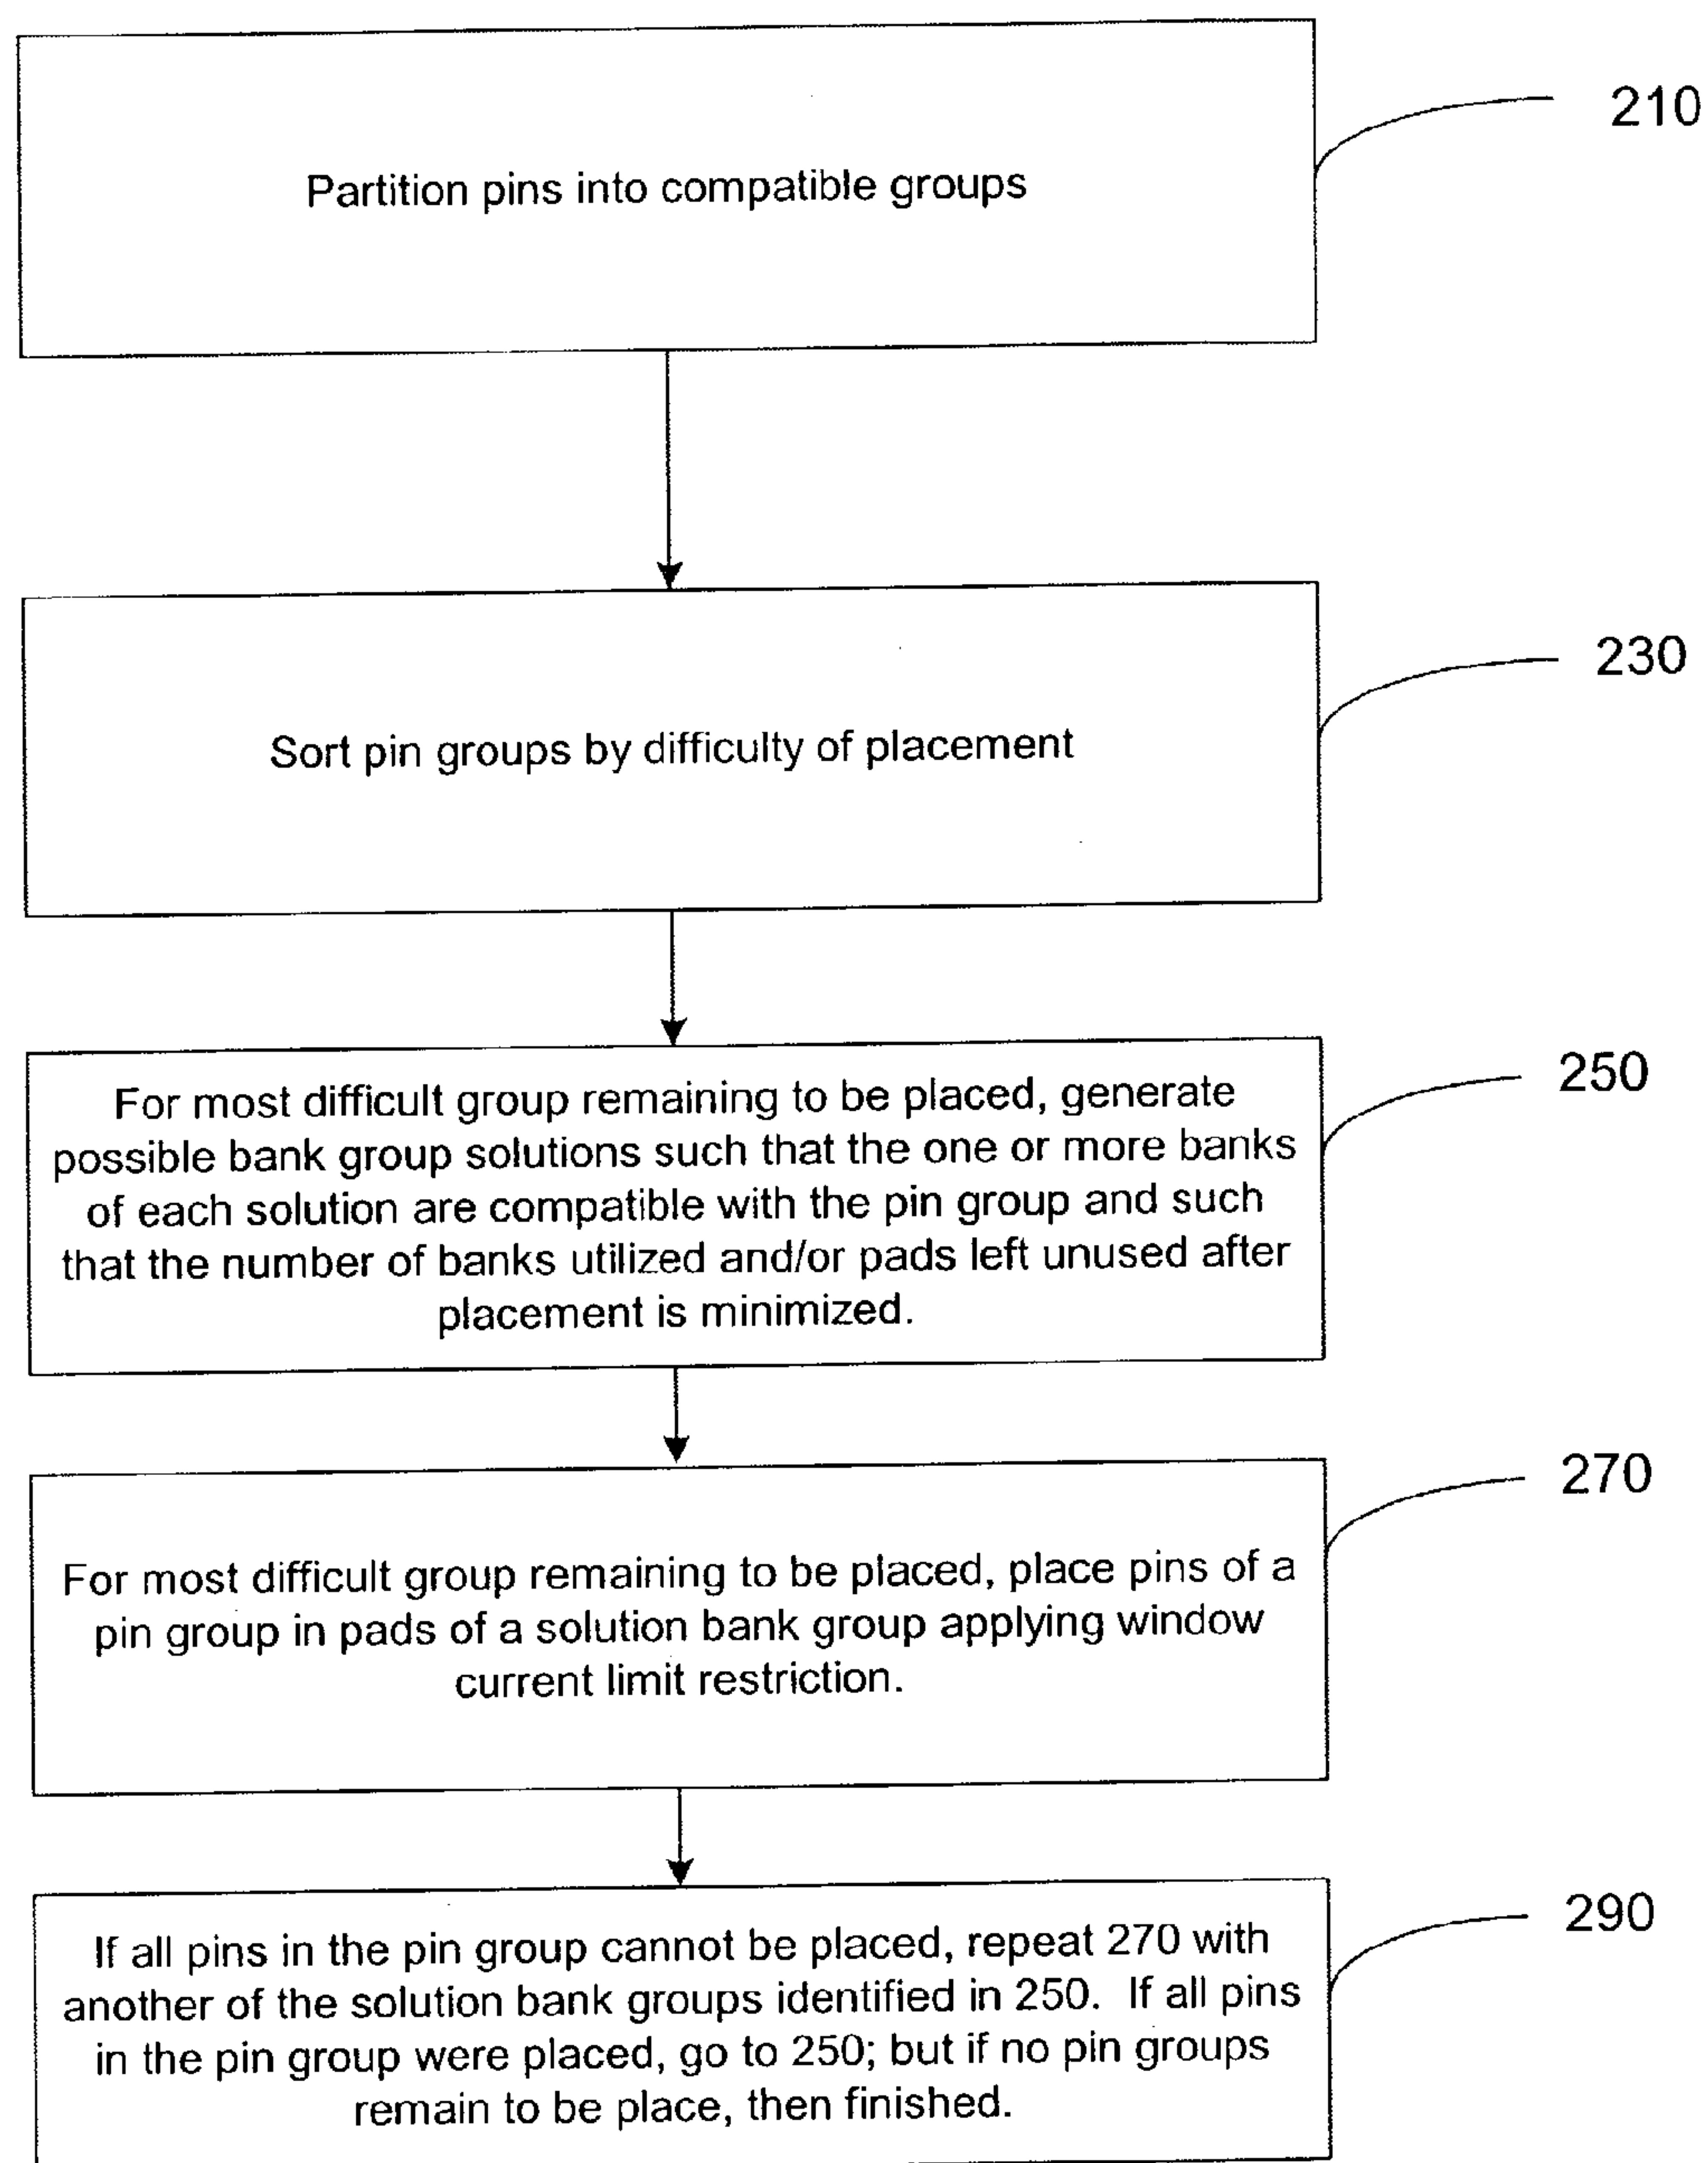 Partition pins into compatible groups
210
Sort pin groups by difficulty of placement
230
For most difficult group remaining to be placed, generate
possible bank group solutions such that the one or more banks
of each solution are compatible with the pin group and such
that the number of banks utilized and/or pads left unused after
placement is minimized.
250
For most difficult group remaining to be placed, place pins of a
pin group in pads of a solution bank group applying window
current limit restriction.
270
If all pins in the pin group cannot be placed, repeat 270 with
another of the solution bank groups identified in 250.  If all pins
in the pin group were placed, go to 250; but if no pin groups
remain to be place, then finished.
290